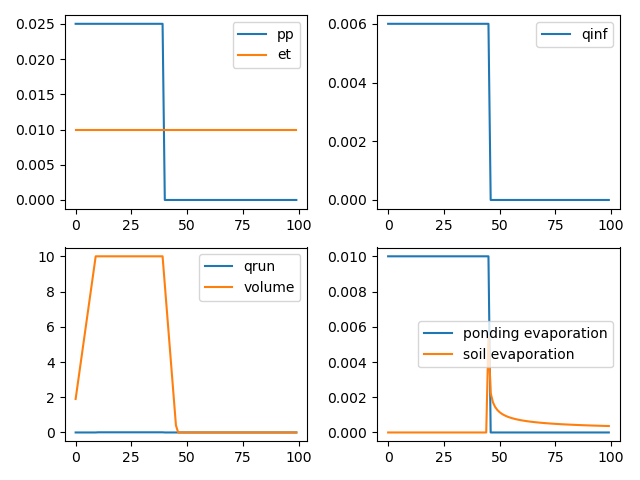 0.025
0.020
0.015
0.010
0.005
0.000
0 25 50 75 100
pp
et
0.006
0.004
0.002
0.000
0 25 50 75 100
qinf
10
8
6
4
2
0
0 25 50 75 100
qrun
volume
0.010
0.008
0.006
0.004
0.002
0.000
0 25 50 75 100
ponding evaporation
soil evaporation